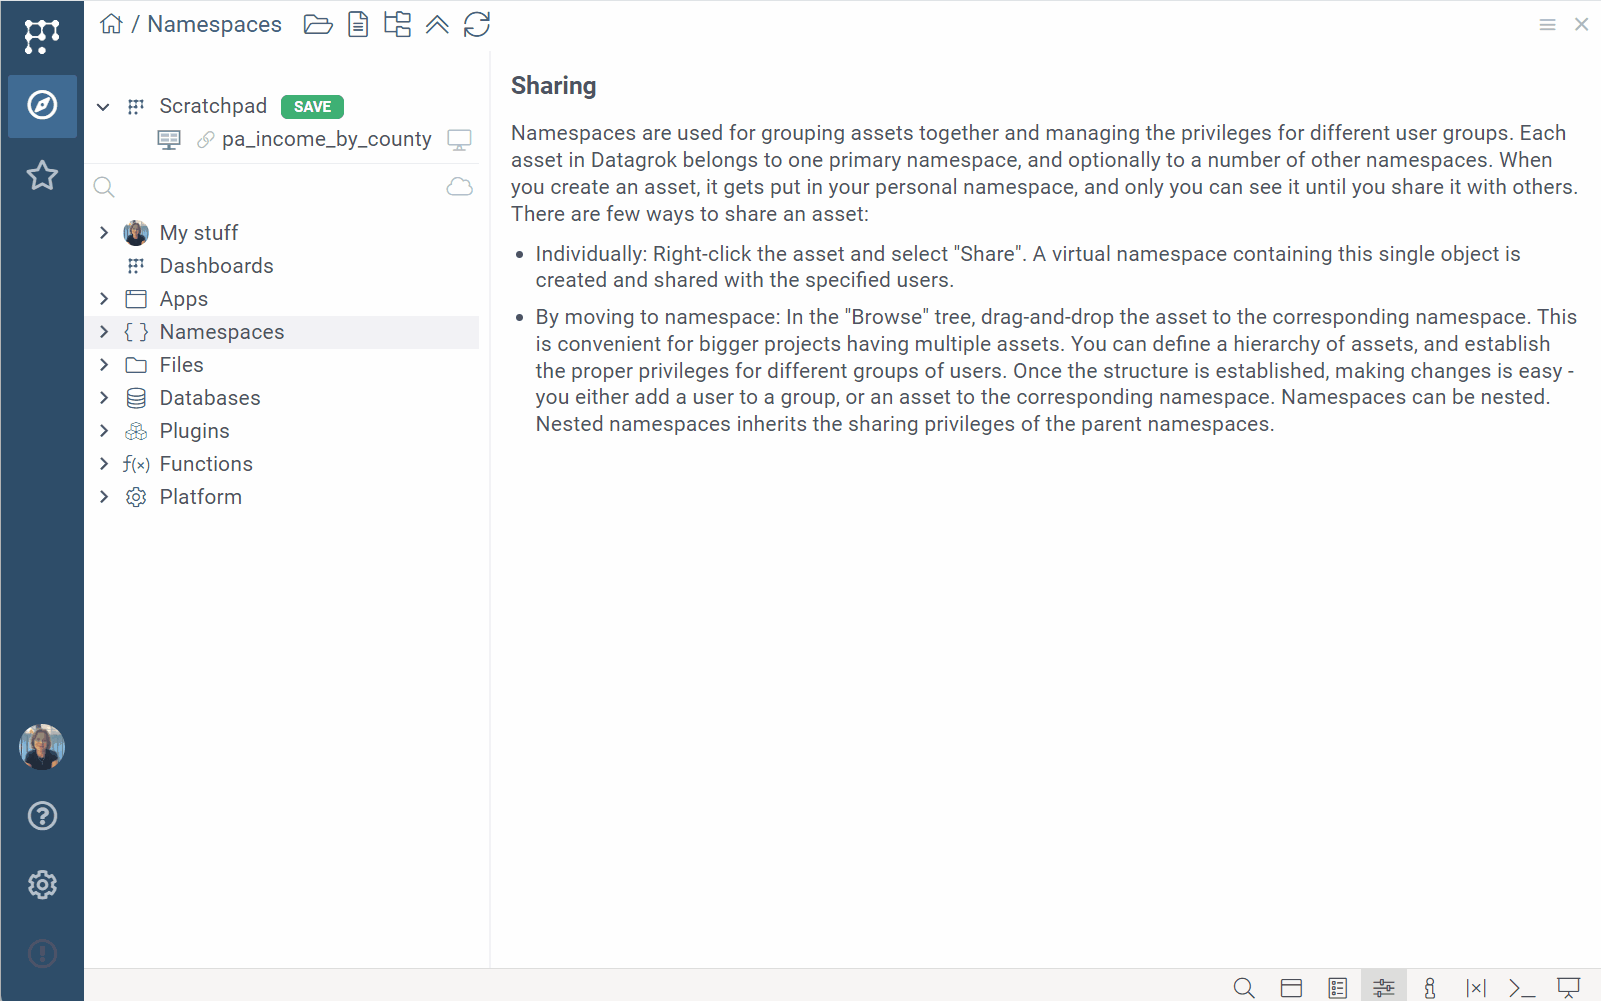 / Namespaces
Scratchpad SAVE
pa_income_by_county
My stuff
Dashboards
Apps
{ } Namespaces
Files
Databases
Plugins
f(x) Functions
Platform
Sharing
Namespaces are used for grouping assets together and managing the privileges for different user groups. Each
asset in Datagrok belongs to one primary namespace, and optionally to a number of other namespaces. When
you create an asset, it gets put in your personal namespace, and only you can see it until you share it with others.
There are few ways to share an asset:
• Individually: Right-click the asset and select "Share". A virtual namespace containing this single object is
created and shared with the specified users.
• By moving to namespace: In the "Browse" tree, drag-and-drop the asset to the corresponding namespace. This
is convenient for bigger projects having multiple assets. You can define a hierarchy of assets, and establish
the proper privileges for different groups of users. Once the structure is established, making changes is easy -
you either add a user to a group, or an asset to the corresponding namespace. Namespaces can be nested.
Nested namespaces inherits the sharing privileges of the parent namespaces.